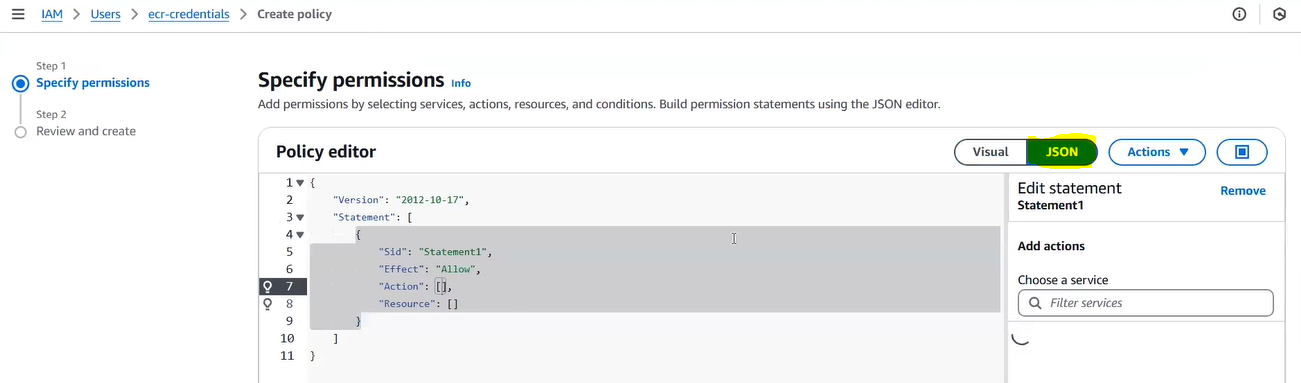 IAM > Users > ecr-credentials > Create policy
Step 1
Specify permissions
Step 2
Review and create
Specify permissions Info
Add permissions by selecting services, actions, resources, and conditions. Build permission statements using the JSON editor.
Policy editor
Visual JSON Actions
1 {
2 "Version": "2012-10-17",
3 "Statement": [
4 {
5 "Sid": "Statement1",
6 "Effect": "Allow",
7 "Action": [],
8 "Resource": []
9 }
10 ]
11 }
Edit statement Remove
Statement1
Add actions
Choose a service
Filter services